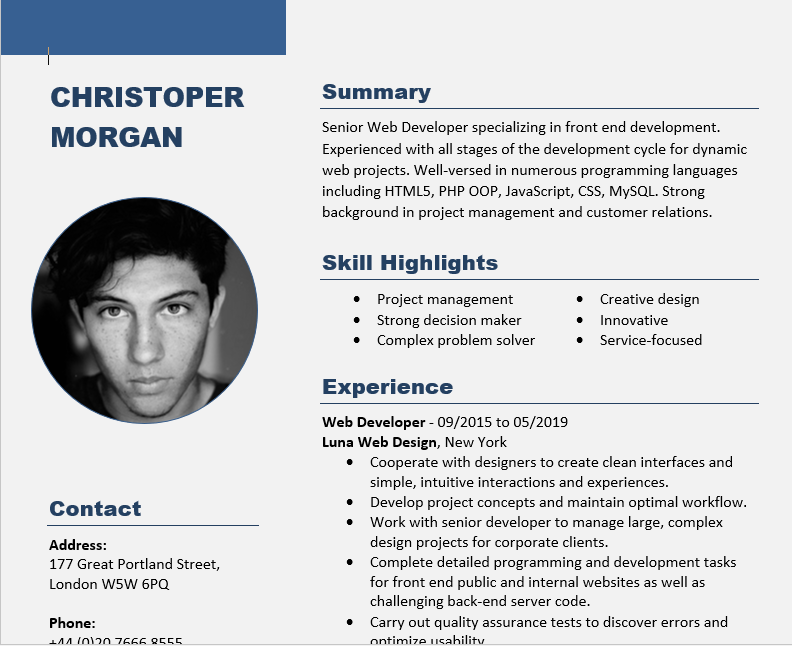 CHRISTOPER
MORGAN
Contact
Address:
177 Great Portland Street,
London W5W 6PQ
Phone:
+44 (0)20 7666 8555
Summary
Senior Web Developer specializing in front end development.
Experienced with all stages of the development cycle for dynamic
web projects. Well-versed in numerous programming languages
including HTML5, PHP OOP, JavaScript, CSS, MySQL. Strong
background in project management and customer relations.
Skill Highlights
• Project management
• Strong decision maker
• Complex problem solver
• Creative design
• Innovative
• Service-focused
Experience
Web Developer - 09/2015 to 05/2019
Luna Web Design, New York
• Cooperate with designers to create clean interfaces and
simple, intuitive interactions and experiences.
• Develop project concepts and maintain optimal workflow.
• Work with senior developer to manage large, complex
design projects for corporate clients.
• Complete detailed programming and development tasks
for front end public and internal websites as well as
challenging back-end server code.
• Carry out quality assurance tests to discover errors and
optimize usability.